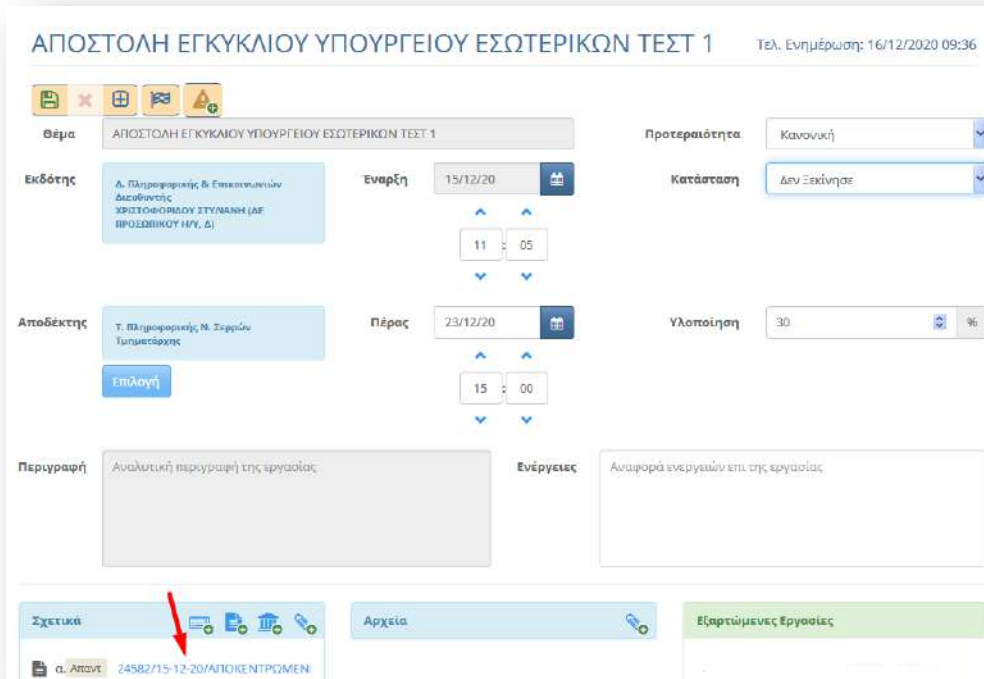 ΑΠΟΣΤΟΛΗ ΕΓΚΥΚΛΙΟΥ ΥΠΟΥΡΓΕΙΟΥ ΕΣΩΤΕΡΙΚΩΝ ΤΕΣΤ 1
Τελ. Ενημέρωση: 16/12/2020 09:36
Θέμα
ΑΠΟΣΤΟΛΗ ΕΓΚΥΚΛΙΟΥ ΥΠΟΥΡΓΕΙΟΥ ΕΣΩΤΕΡΙΚΩΝ ΤΕΣΤ 1
Προτεραιότητα
Κανονική
Εκδότης
Δ. Πληροφορικής & Επικοινωνιών
Διευθυντής
ΧΡΙΣΤΟΦΟΡΙΔΟΥ ΣΤΥΛΙΑΝΗ (ΔΕ
ΠΡΟΣΩΠΙΚΟΥ Η/Υ, Δ)
Έναρξη
15/12/20
11 : 05
Κατάσταση
Δεν Ξεκίνησε
Αποδέκτης
Τ. Πληροφορικής Ν. Σερρών
Τμηματάρχης
Επιλογή
Πέρας
23/12/20
15 : 00
Υλοποίηση
30
%
Περιγραφή
Αναλυτική περιγραφή της εργασίας
Ενέργειες
Αναφορά ενεργειών επι της εργασίας
Σχετικά
Αρχεία
Εξαρτώμενες Εργασίες
α. Απαντ
24582/15-12-20/ΑΠΟΚΕΝΤΡΩΜΕΝ